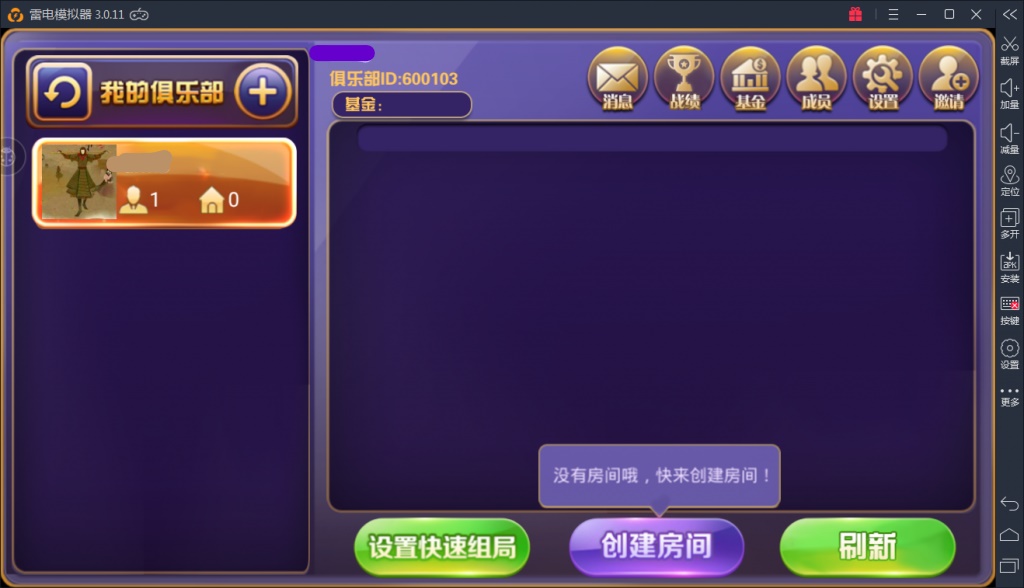 雷电模拟器 3.0.11
我的俱乐部
1
0
俱乐部ID:600103
基金：
消息
战绩
基金
成员
设置
邀请
没有房间哦，快来创建房间！
设置快速组局
创建房间
刷新
截屏
加量
减量
定位
多开
APK
安装
按键
设置
更多